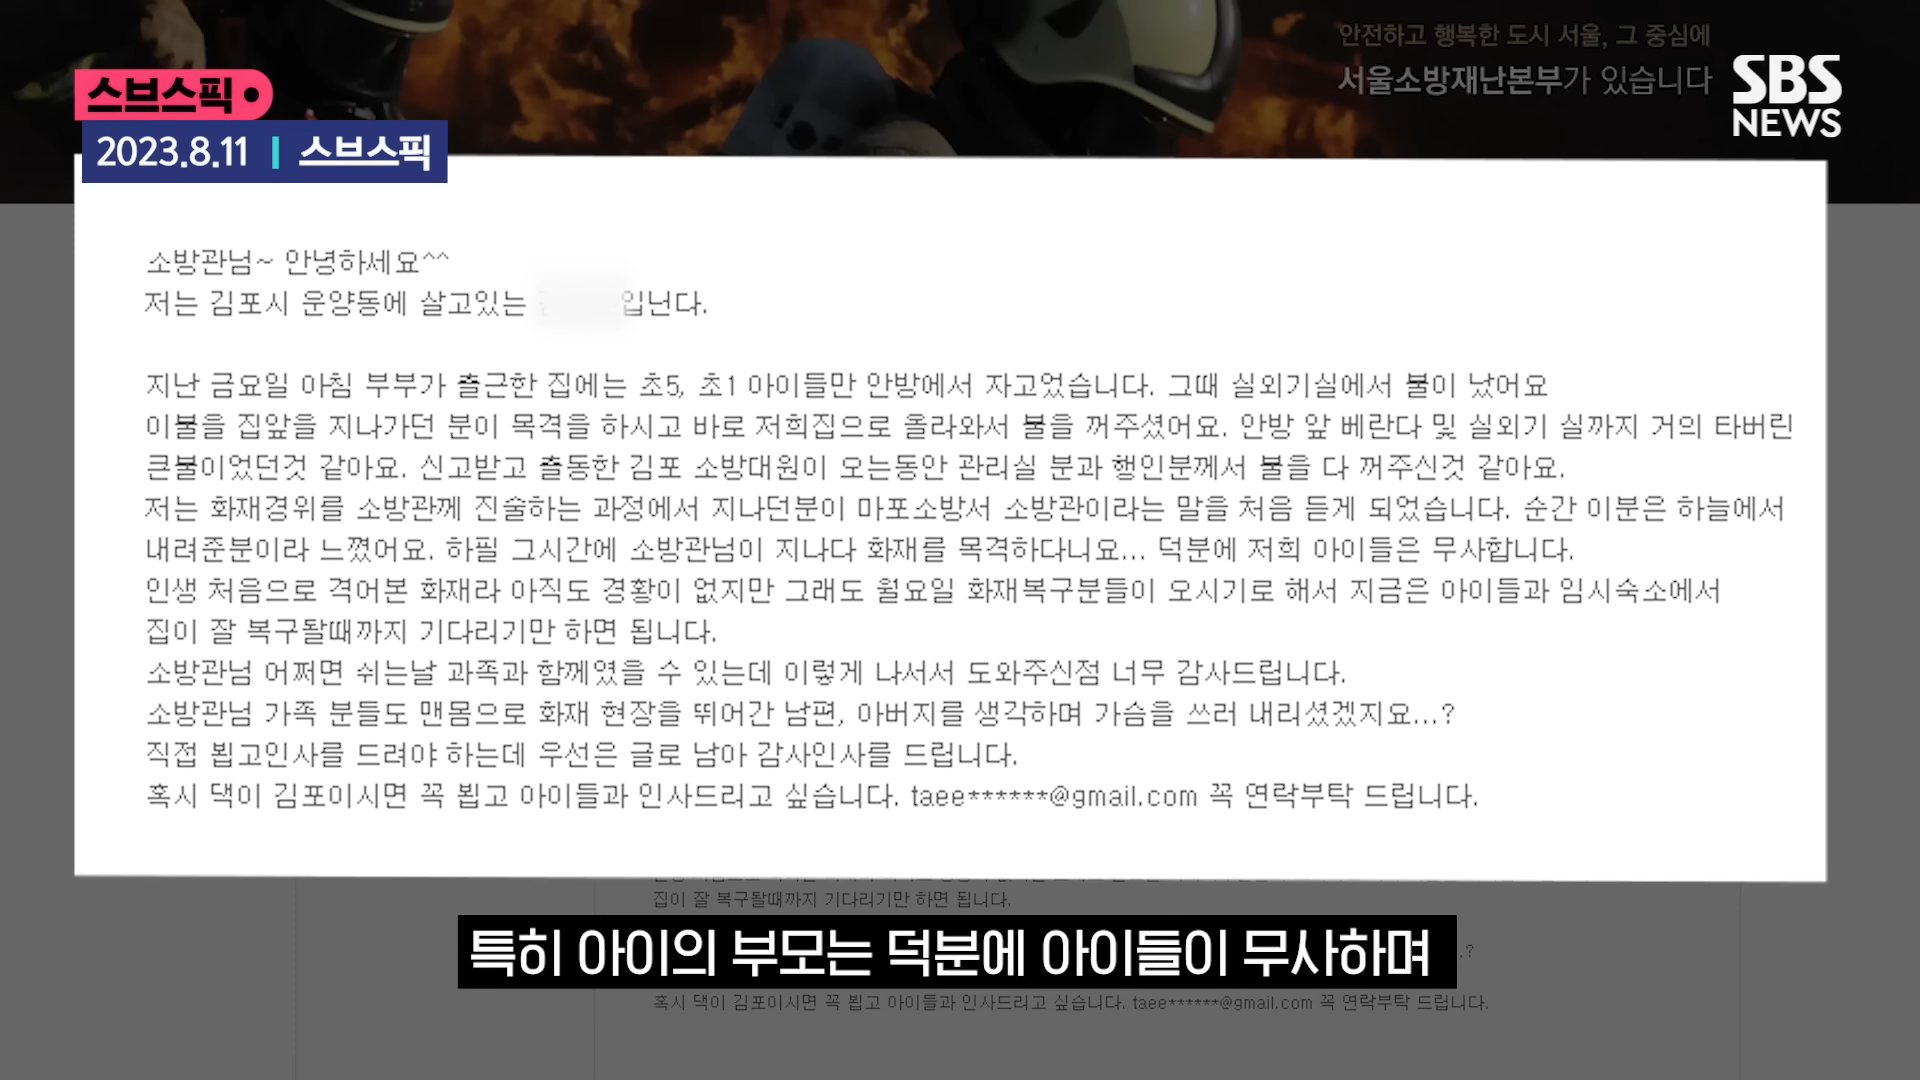 안전하고 행복한 도시 서울, 그 중심에
서울소방재난본부가 있습니다
SBS
NEWS
스브스픽
2023.8.11 | 스브스픽
소방관님~ 안녕하세요^^
저는 김포시 운양동에 살고있는 입넌다.
지난 금요일 아침 부부가 출근한 집에는 초5, 초1 아이들만 안방에서 자고었습니다. 그때 실외기실에서 불이 났어요
이불을 집앞을 지나가던 분이 목격을 하시고 바로 저희집으로 올라와서 불을 꺼주셨어요. 안방 앞 베란다 및 실외기 실까지 거의 타버린
큰불이었던것 같아요. 신고받고 출동한 김포 소방대원이 오는동안 관리실 분과 행인분께서 불을 다 꺼주신것 같아요.
저는 화재경위를 소방관께 진술하는 과정에서 지나던분이 마포소방서 소방관이라는 말을 처음 듣게 되었습니다. 순간 이분은 하늘에서
내려준분이라 느꼈어요. 하필 그시간에 소방관님이 지나다 화재를 목격하다니요... 덕분에 저희 아이들은 무사합니다.
인생 처음으로 격어본 화재라 아직도 경황이 없지만 그래도 월요일 화재복구분들이 오시기로 해서 지금은 아이들과 임시숙소에서
집이 잘 복구돨때까지 기다리기만 하면 됩니다.
소방관님 어쩌면 쉬는날 과족과 함께였을 수 있는데 이렇게 나서서 도와주신점 너무 감사드립니다.
소방관님 가족 분들도 맨몸으로 화재 현장을 뛰어간 남편, 아버지를 생각하며 가슴을 쓰러 내리셨겠지요...?
직접 뵙고인사를 드려야 하는데 우선은 글로 남아 감사인사를 드립니다.
혹시 댁이 김포이시면 꼭 뵙고 아이들과 인사드리고 싶습니다. taee******@gmail.com 꼭 연락부탁 드립니다.
집이 잘 복구돨때까지 기다리기만 하면 됩니다.
특히 아이의 부모는 덕분에 아이들이 무사하며
.?
혹시 댁이 김포이시면 꼭 뵙고 아이들과 인사드리고 싶습니다. taee******@gmail.com 꼭 연락부탁 드립니다.